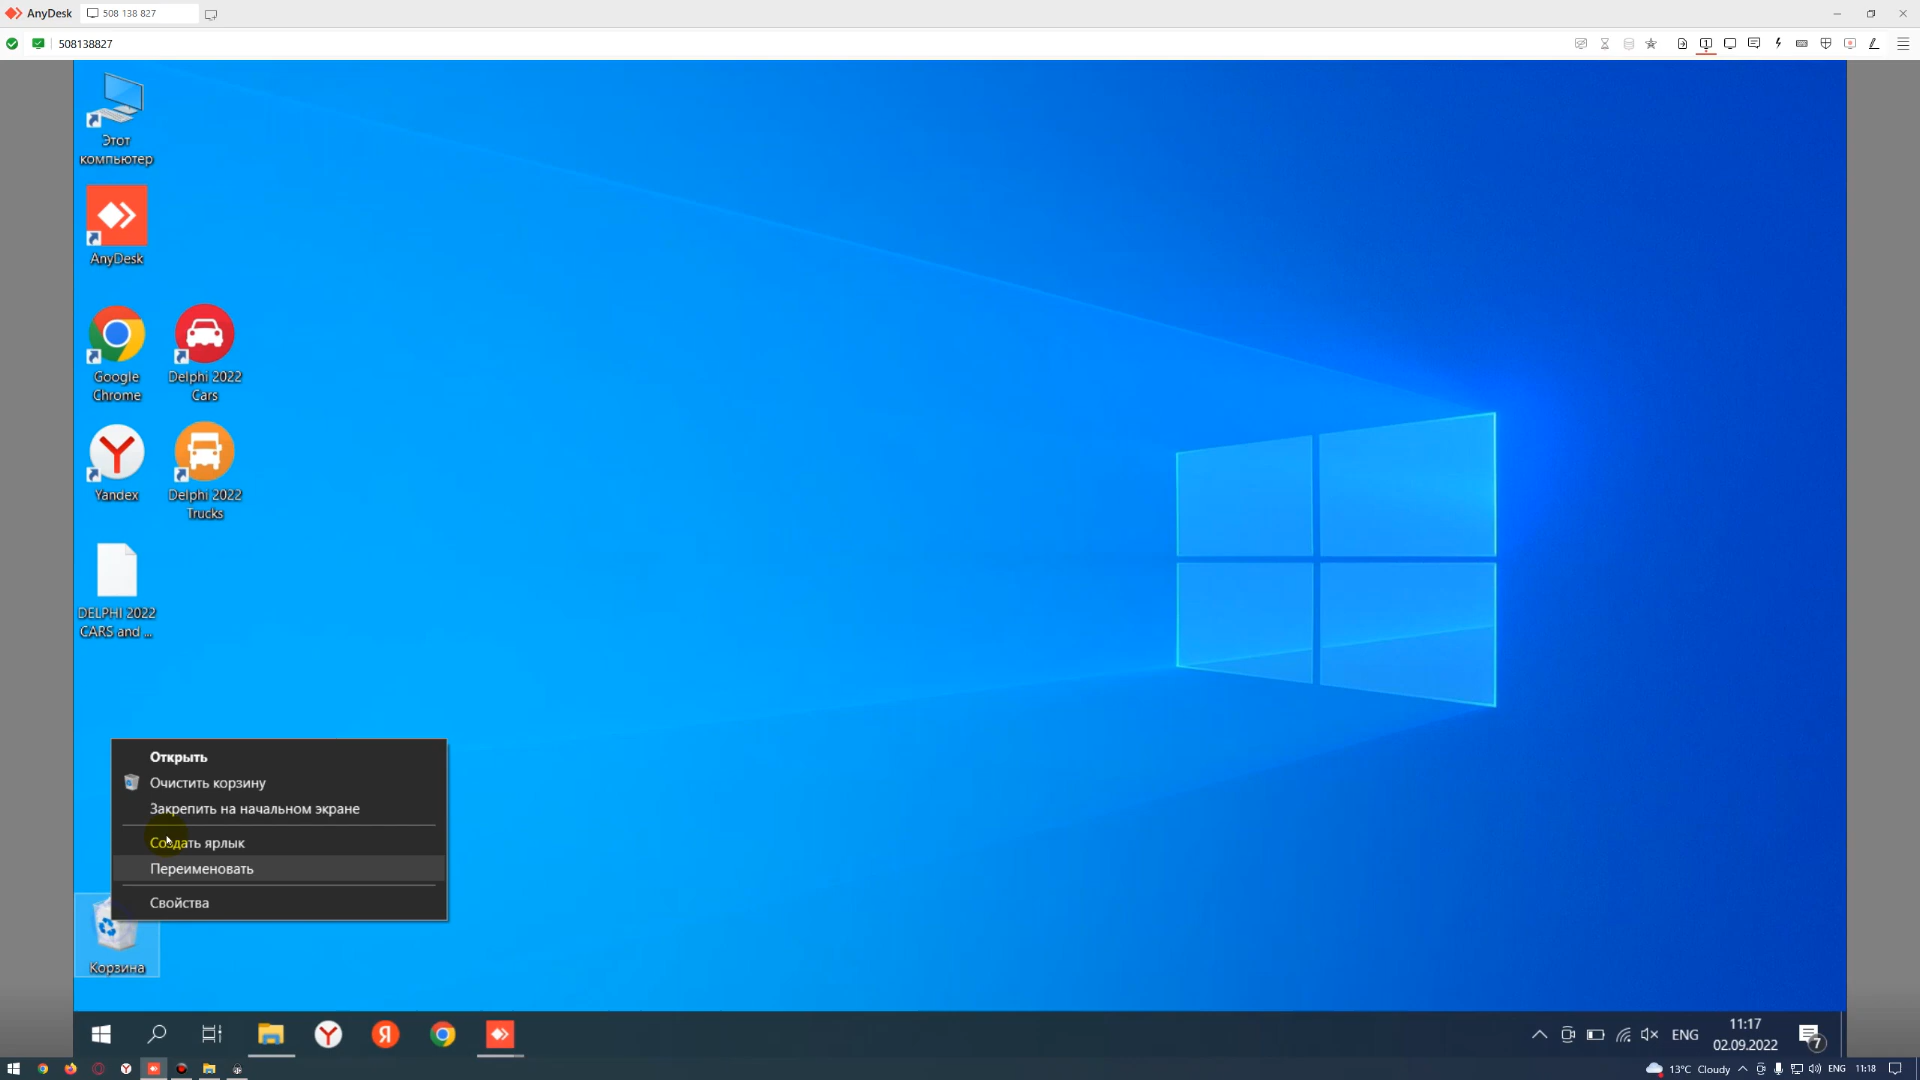 AnyDesk
508 138 827
508138827
Этот
компьютер
AnyDesk
Google
Chrome
Delphi 2022
Cars
Yandex
Delphi 2022
Trucks
DELPHI 2022
CARS and ...
Открыть
Очистить корзину
Закрепить на начальном экране
Создать ярлык
Переименовать
Свойства
Корзина
ENG
11:17
02.09.2022
7
13°C Cloudy
ENG
11:18